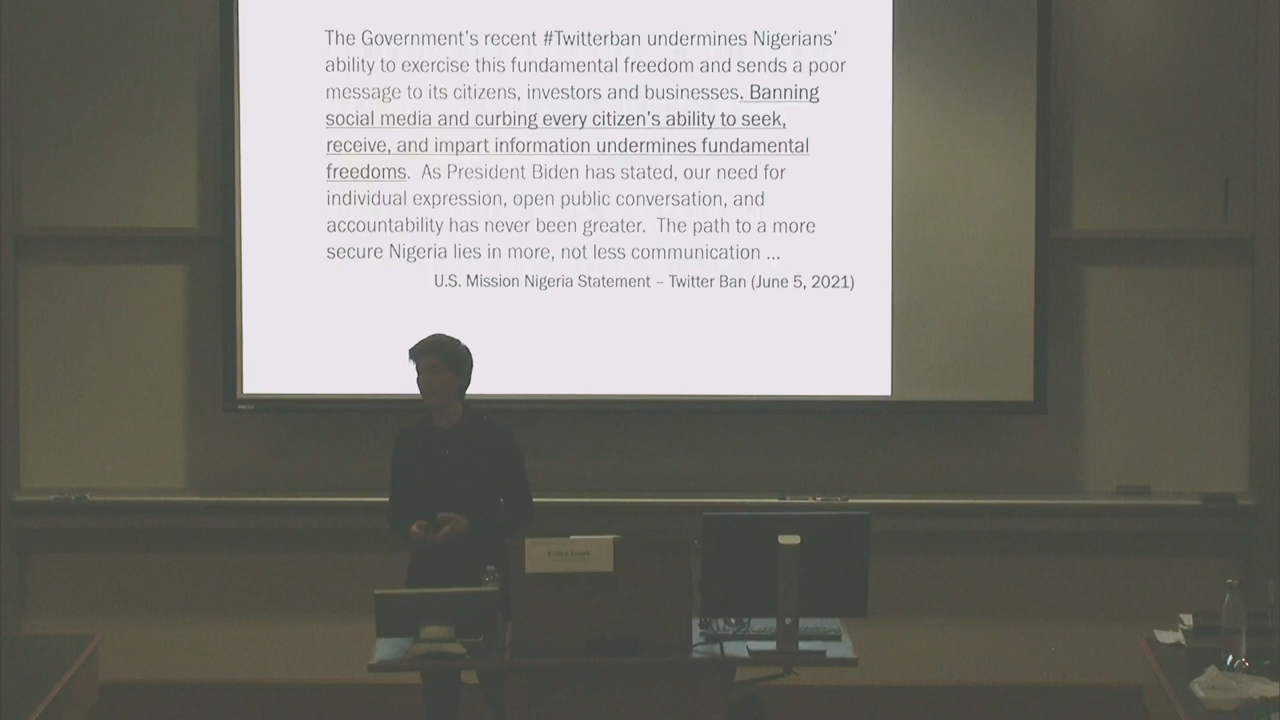 The Government's recent #Twitterban undermines Nigerians'
ability to exercise this fundamental freedom and sends a poor
message to its citizens, investors and businesses. Banning
social media and curbing every citizen's ability to seek,
receive, and impart information undermines fundamental
freedoms.  As President Biden has stated, our need for
individual expression, open public conversation, and
accountability has never been greater.  The path to a more
secure Nigeria lies in more, not less communication ...
U.S. Mission Nigeria Statement – Twitter Ban (June 5, 2021)